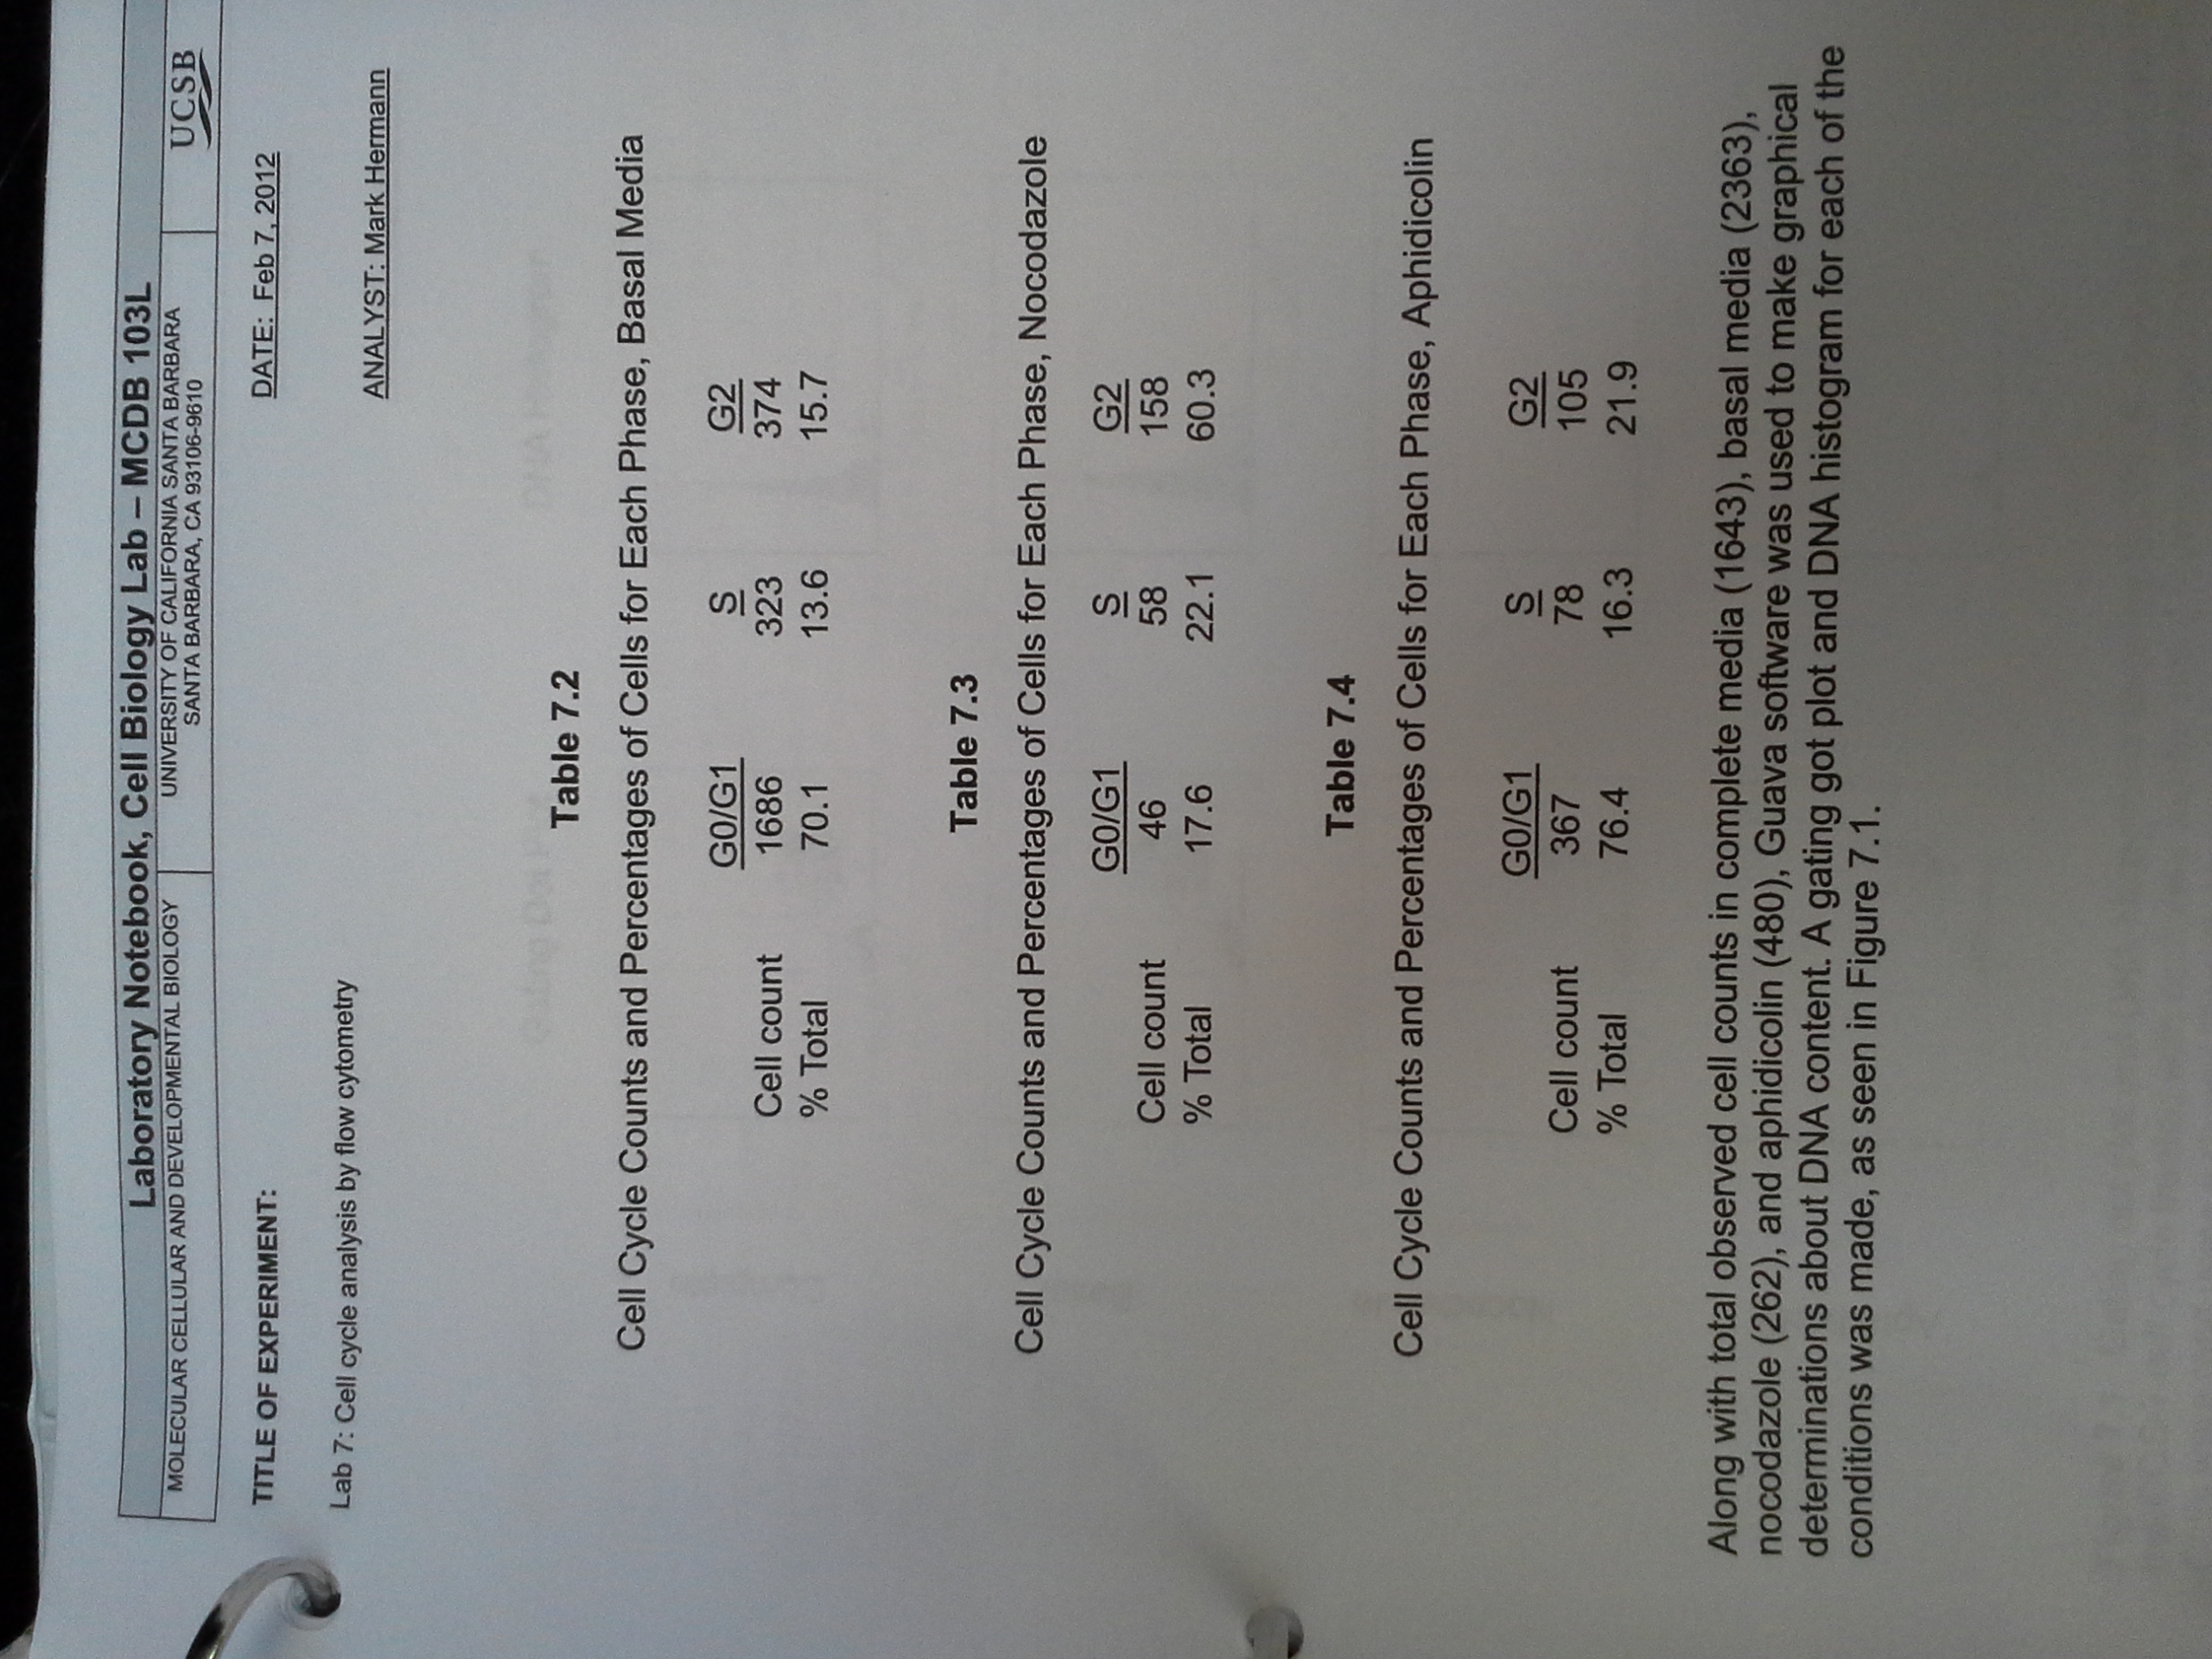 Laboratory Notebook, Cell Biology Lab – MCDB 103L
MOLECULAR CELLULAR AND DEVELOPMENTAL BIOLOGY
UNIVERSITY OF CALIFORNIA SANTA BARBARA
SANTA BARBARA, CA 93106-9610
UCSB
TITLE OF EXPERIMENT:
DATE: Feb 7, 2012
Lab 7: Cell cycle analysis by flow cytometry
ANALYST: Mark Hermann
Table 7.2
Cell Cycle Counts and Percentages of Cells for Each Phase, Basal Media
G0/G1 S G2
Cell count 1686 323 374
% Total 70.1 13.6 15.7
Table 7.3
Cell Cycle Counts and Percentages of Cells for Each Phase, Nocodazole
G0/G1 S G2
Cell count 46 58 158
% Total 17.6 22.1 60.3
Table 7.4
Cell Cycle Counts and Percentages of Cells for Each Phase, Aphidicolin
G0/G1 S G2
Cell count 367 78 105
% Total 76.4 16.3 21.9
Along with total observed cell counts in complete media (1643), basal media (2363),
nocodazole (262), and aphidicolin (480), Guava software was used to make graphical
determinations about DNA content. A gating got plot and DNA histogram for each of the
conditions was made, as seen in Figure 7.1.